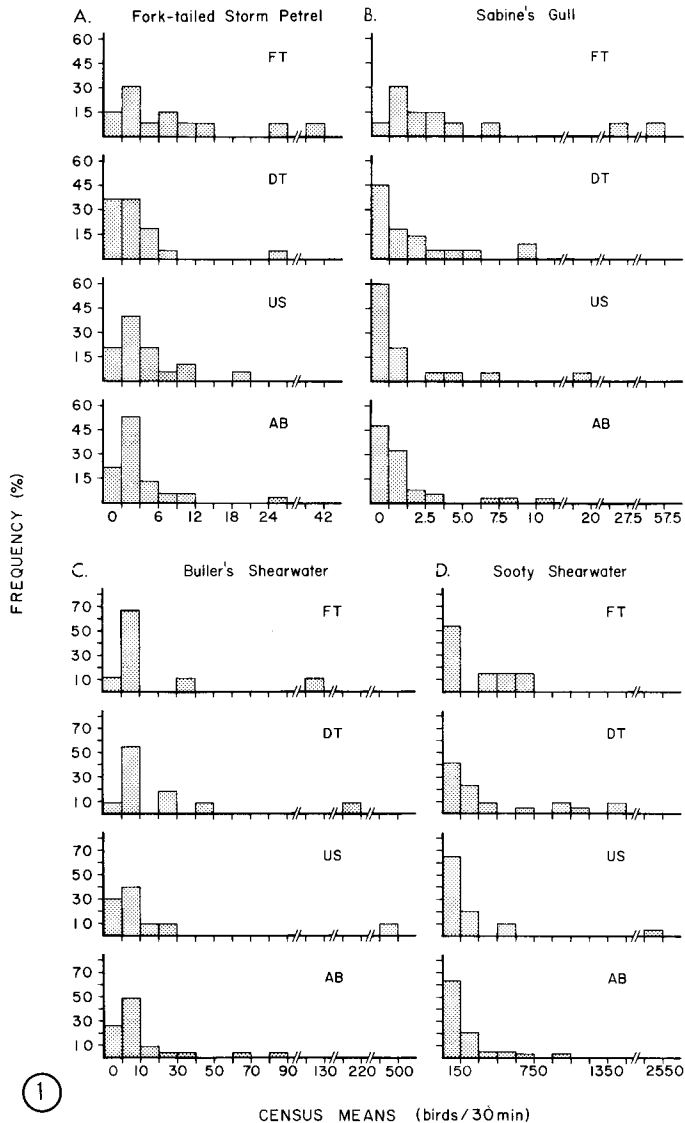 A. Fork-tailed Storm Petrel
B. Sabine's Gull
60
45
30
15
FT
FT
60
45
30
15
DT
DT
60
45
30
15
US
US
60
45
30
15
AB
AB
0 6 12 18 24 42
0 2.5 5.0 7.5 10 20 27.5 57.5
FREQUENCY (%)
C. Buller's Shearwater
D. Sooty Shearwater
70
50
30
10
FT
FT
70
50
30
10
DT
DT
70
50
30
10
US
US
70
50
30
10
AB
AB
0 10 30 50 70 90 130 220 500
150 750 1350 2550
1
CENSUS MEANS (birds/30min)